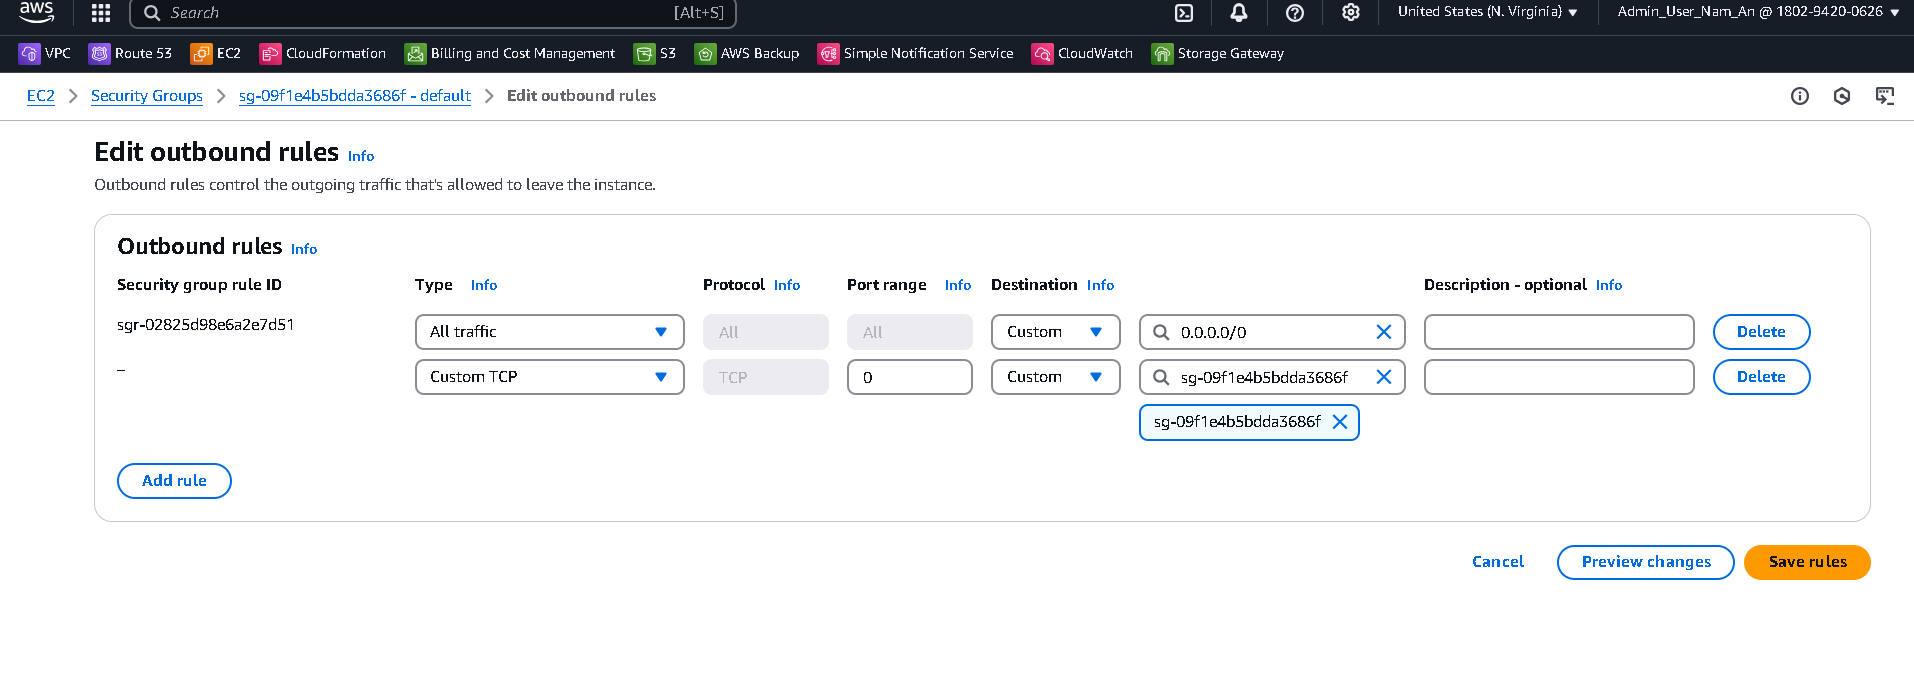 aws Search [Alt+S] United States (N. Virginia) Admin_User_Nam_An @ 1802-9420-0626
VPC Route 53 EC2 CloudFormation Billing and Cost Management S3 AWS Backup Simple Notification Service CloudWatch Storage Gateway
EC2 Security Groups sg-09f1e4b5bdda3686f - default Edit outbound rules
Edit outbound rules Info
Outbound rules control the outgoing traffic that's allowed to leave the instance.
Outbound rules Info
Security group rule ID Type Info Protocol Info Port range Info Destination Info Description - optional Info
sgr-02825d98e6a2e7d51 All traffic All All Custom 0.0.0.0/0 Delete
– Custom TCP TCP 0 Custom sg-09f1e4b5bdda3686f Delete
sg-09f1e4b5bdda3686f
Add rule
Cancel Preview changes Save rules